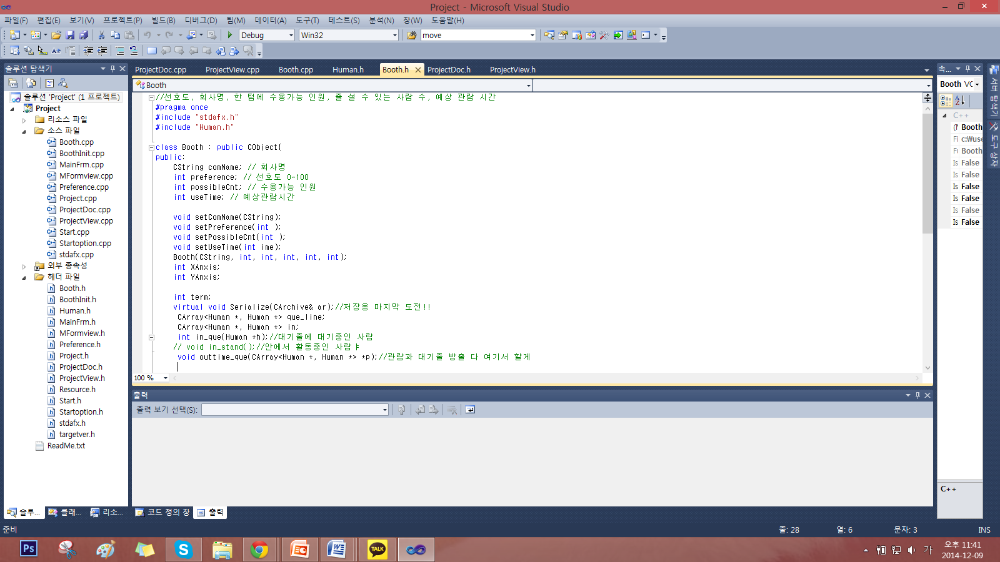 Project - Microsoft Visual Studio
파일(F) 편집(E) 보기(V) 프로젝트(P) 빌드(B) 디버그(D) 팀(M) 데이터(A) 도구(T) 테스트(S) 분석(N) 창(W) 도움말(H)
Debug Win32 move
솔루션 탐색기
ProjectDoc.cpp ProjectView.cpp Booth.cpp Human.h Booth.h ProjectDoc.h ProjectView.h
Booth
솔루션 'Project' (1 프로젝트)
Project
리소스 파일
소스 파일
Booth.cpp
BoothInit.cpp
MainFrm.cpp
MFormview.cpp
Preference.cpp
Project.cpp
ProjectDoc.cpp
ProjectView.cpp
Start.cpp
Startoption.cpp
stdafx.cpp
외부 종속성
헤더 파일
Booth.h
BoothInit.h
Human.h
MainFrm.h
MFormview.h
Preference.h
Project.h
ProjectDoc.h
ProjectView.h
Resource.h
Start.h
Startoption.h
stdafx.h
targetver.h
ReadMe.txt
솔루... 클래... 리소...
//선호도, 회사명, 한 텀에 수용가능 인원, 줄 설 수 있는 사람 수, 예상 관람 시간
#pragma once
#include "stdafx.h"
#include "Human.h"
class Booth : public CObject{
public:
CString comName; // 회사명
int preference; // 선호도 0~100
int possibleCnt; // 수용가능 인원
int useTime; // 예상관람시간
void setComName(CString);
void setPreference(int );
void setPossibleCnt(int );
void setUseTime(int ime);
Booth(CString, int, int, int, int, int);
int XAnxis;
int YAnxis;
int term;
virtual void Serialize(CArchive& ar);//저장용 마지막 도전!!
CArray<Human *, Human *> que_line;
CArray<Human *, Human *> in;
int in_que(Human *h);//대기줄에 대기중인 사람
// void in_stand();//안에서 활동중인 사람ㅑ
void outtime_que(CArray<Human *, Human *> *p);//관람과 대기줄 방출 다 여기서 할게
100 %
출력
출력 보기 선택(S):
코드 정의 창 출력
속...
Booth VC
C++
(N Booth
Fi c:₩use
Fu Booth
Is False
Is False
Is False
Is False
Is False
Is False
C++
서버 탐색기
도구 상자
준비 줄: 28 열: 6 문자: 3 INS
Ps
TALK
가
오후 11:41
2014-12-09